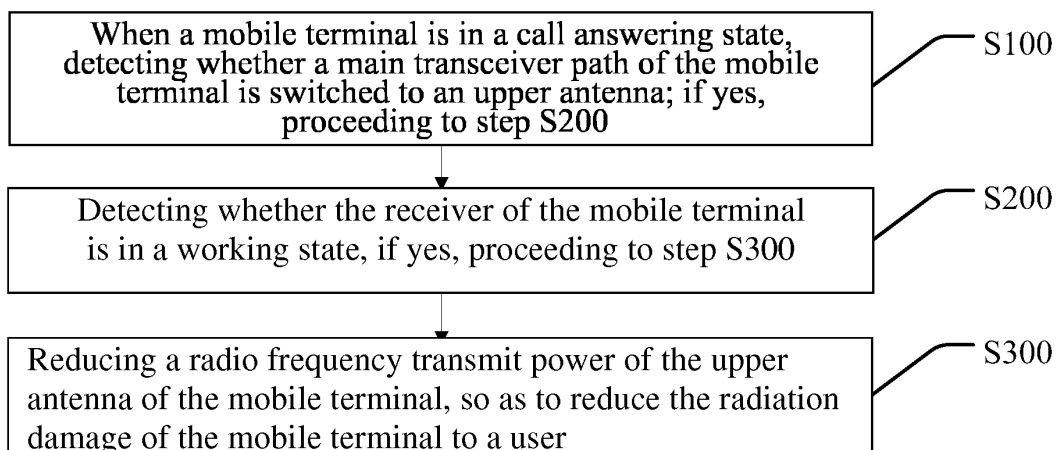 When a mobile terminal is in a call answering state,
detecting whether a main transceiver path of the mobile
terminal is switched to an upper antenna; if yes,
proceeding to step S200
S100
Detecting whether the receiver of the mobile terminal
is in a working state, if yes, proceeding to step S300
S200
Reducing a radio frequency transmit power of the upper
antenna of the mobile terminal, so as to reduce the radiation
damage of the mobile terminal to a user
S300